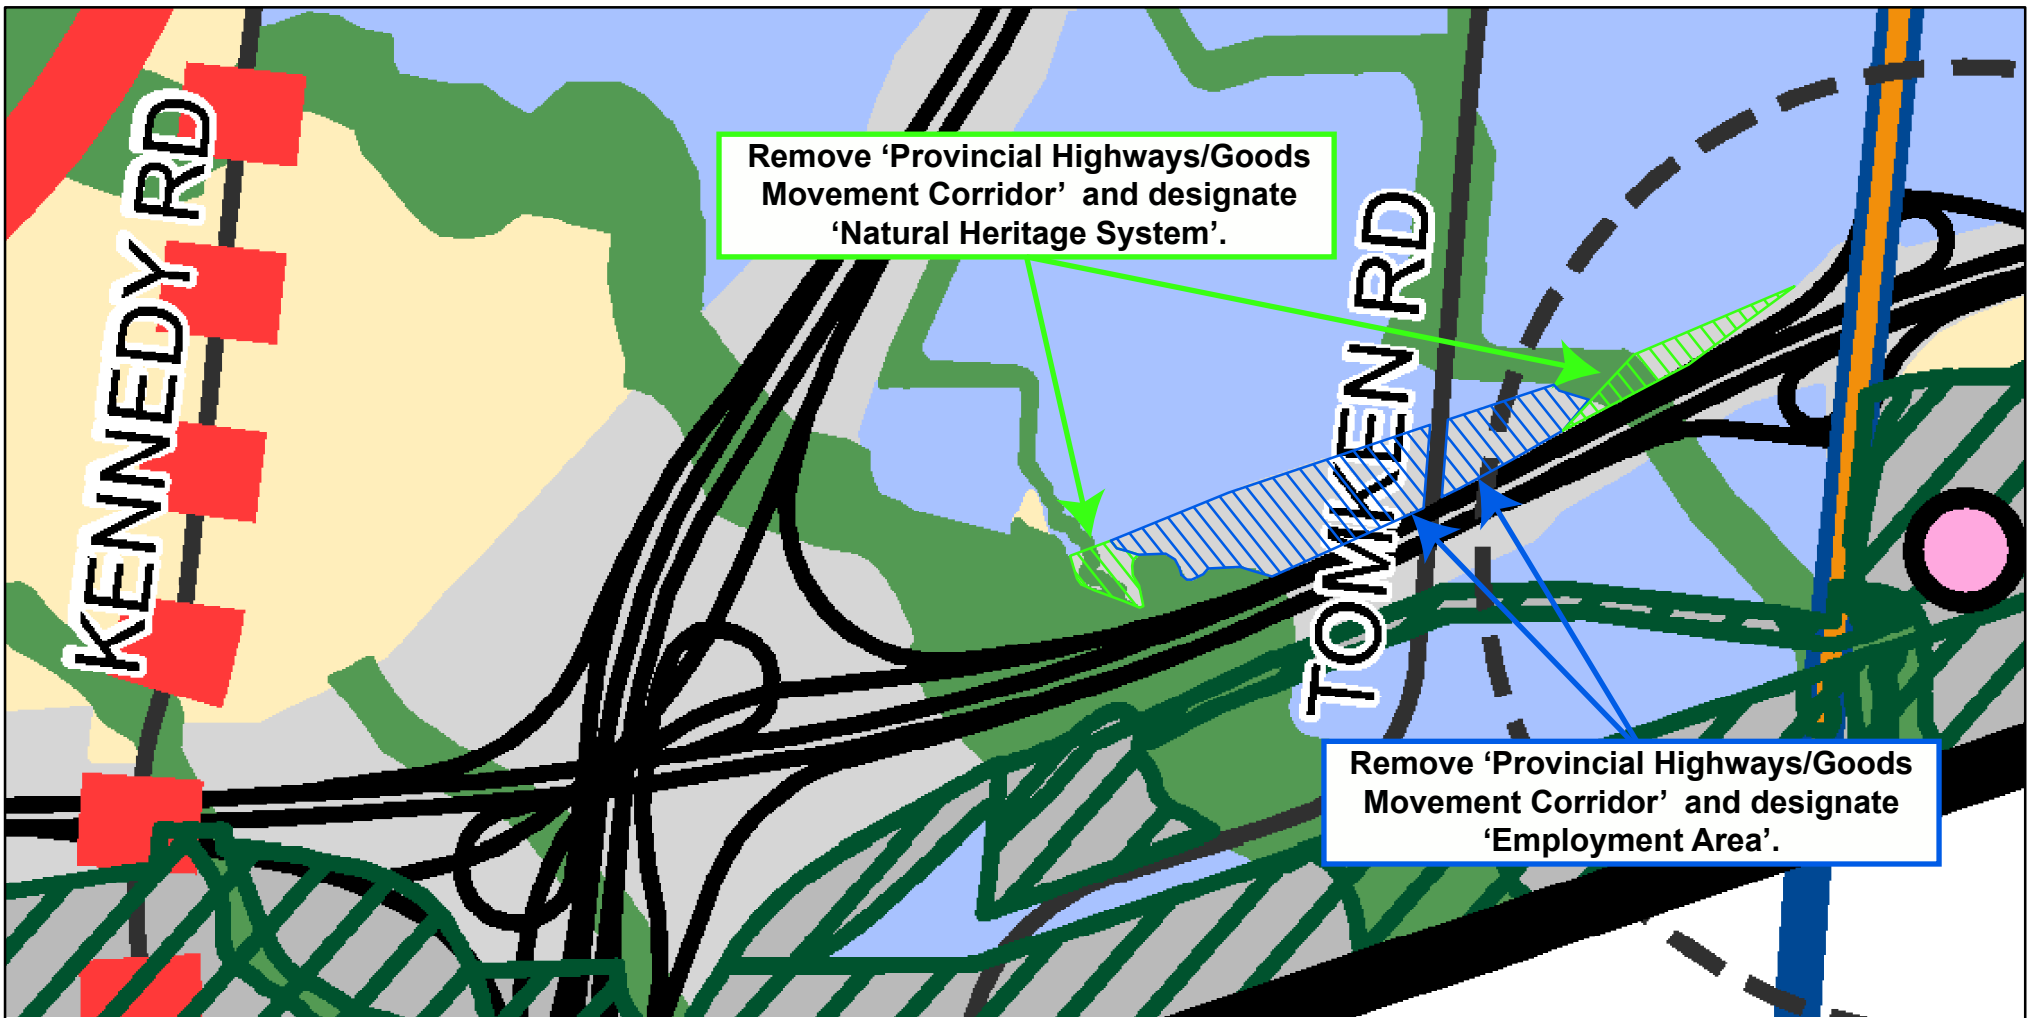 KENNEDY RD
Remove ‘Provincial Highways/Goods
Movement Corridor’ and designate
‘Natural Heritage System’.
TOMKEN RD
Remove ‘Provincial Highways/Goods
Movement Corridor’ and designate
‘Employment Area’.